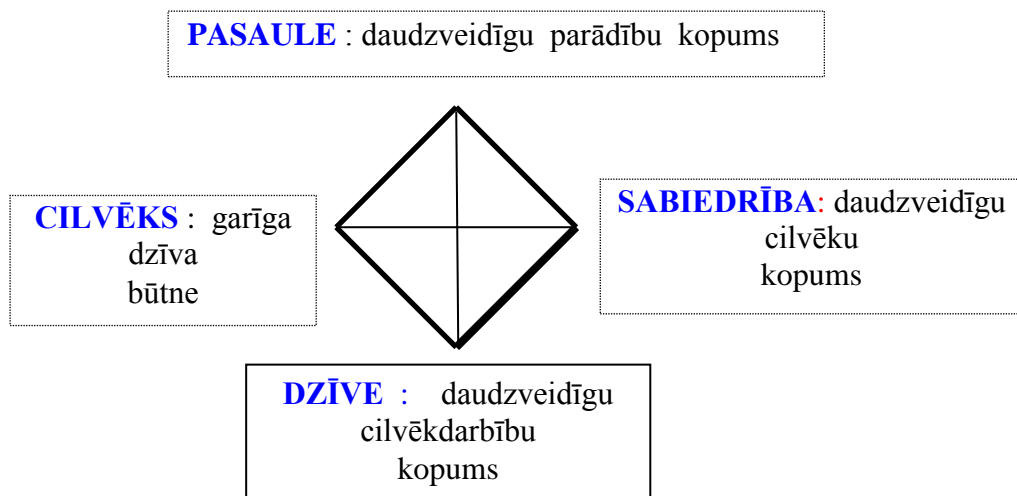 PASAULE : daudzveidīgu parādību kopums
CILVĒKS : garīga
dzīva
būtne
SABIEDRĪBA: daudzveidīgu
cilvēku
kopums
DZĪVE : daudzveidīgu
cilvēkdarbību
kopums